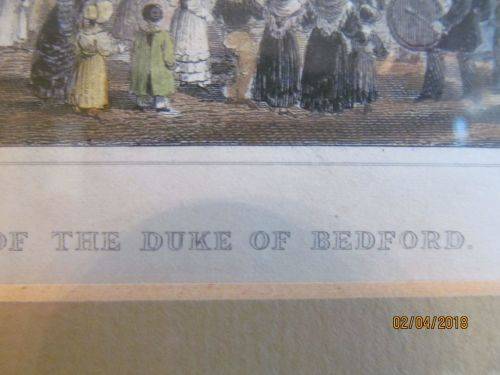 OF THE DUKE OF BEDFORD.
02/04/2018